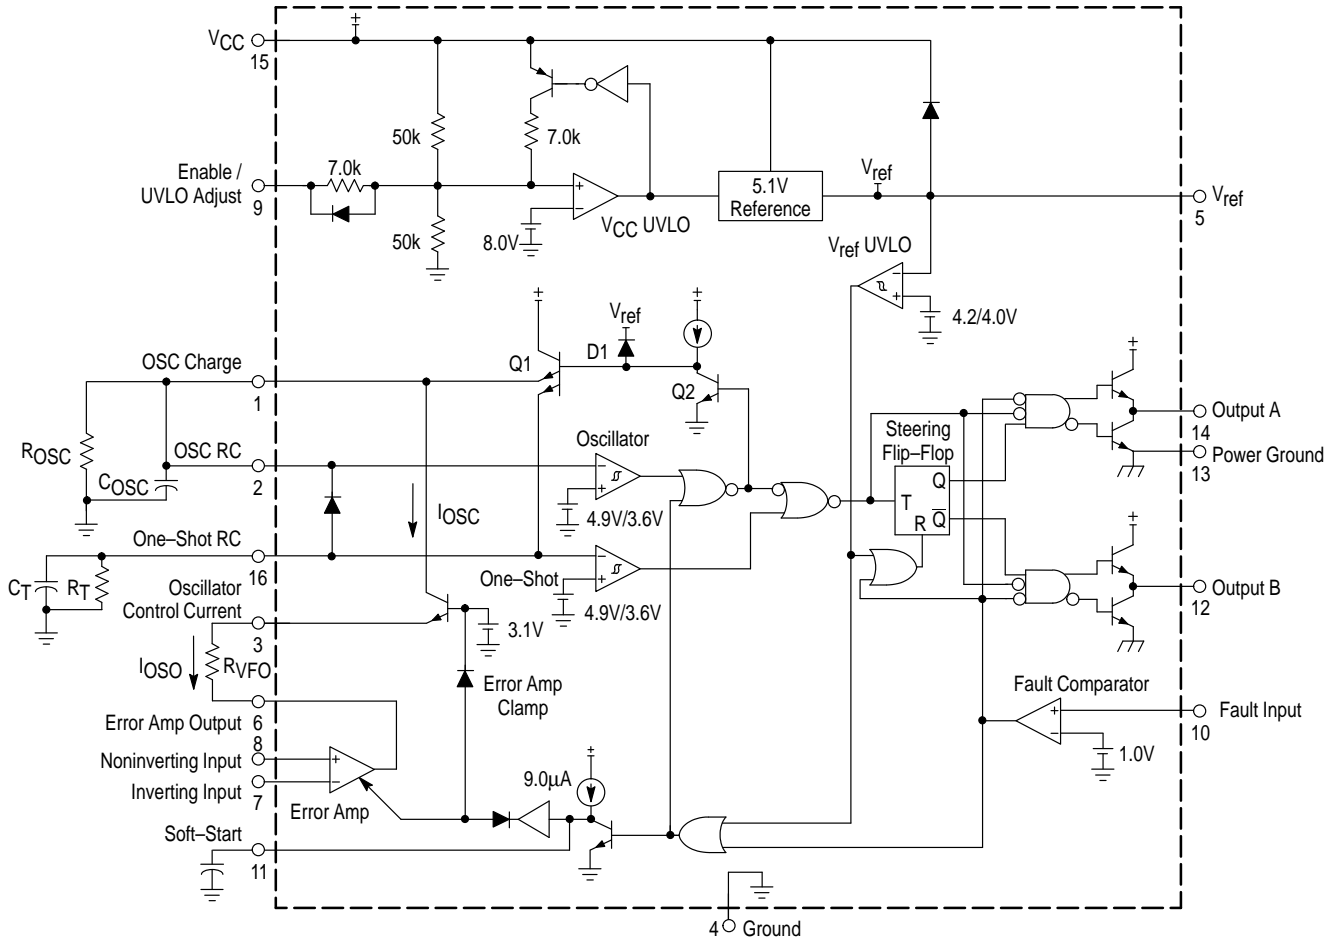 VCC
15
±
50k
7.0k
Enable /
UVLO Adjust
9
7.0k
+
–
5.1V
Reference
Vref
Vref
5
50k
8.0V
VCC UVLO
Vref UVLO
–
+
4.2/4.0V
+
Vref
+
+
OSC Charge
1
Q1
D1
Q2
Output A
14
ROSC
OSC RC
2
COSC
Oscillator
–
+
4.9V/3.6V
Steering
Flip–Flop
Q
T
R
Q
Power Ground
13
IOSC
+
One–Shot RC
16
CT
RT
One–Shot
–
+
4.9V/3.6V
Output B
12
Oscillator
Control Current
3
3.1V
IOSO
RVFO
Error Amp
Clamp
Fault Comparator
+
–
Fault Input
10
1.0V
Error Amp Output
6
8
Noninverting Input
+
Inverting Input
–
7
Error Amp
9.0µA
±
Soft–Start
11
4
Ground